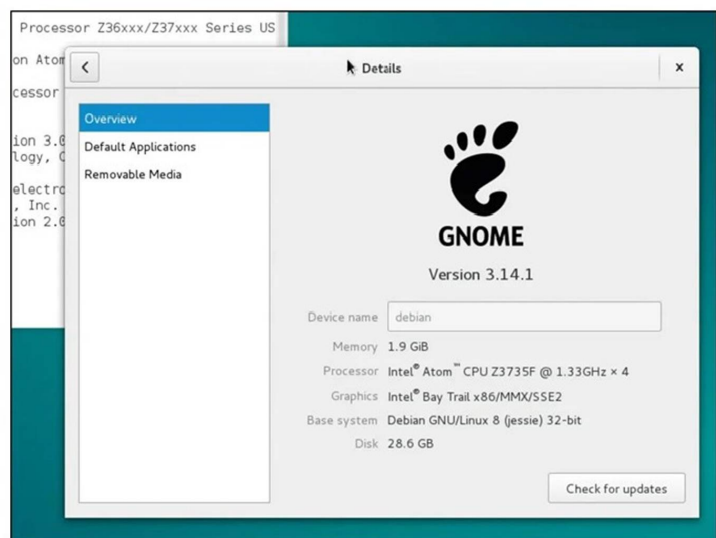 Processor Z36xxx/Z37xxx Series US
on Atom
cessor
ion 3.0
logy, C
electro
, Inc.
ion 2.0
Details
x
Overview
Default Applications
Removable Media
GNOME
Version 3.14.1
Device name debian
Memory 1.9 GiB
Processor Intel® Atom™ CPU Z3735F @ 1.33GHz × 4
Graphics Intel® Bay Trail x86/MMX/SSE2
Base system Debian GNU/Linux 8 (jessie) 32-bit
Disk 28.6 GB
Check for updates